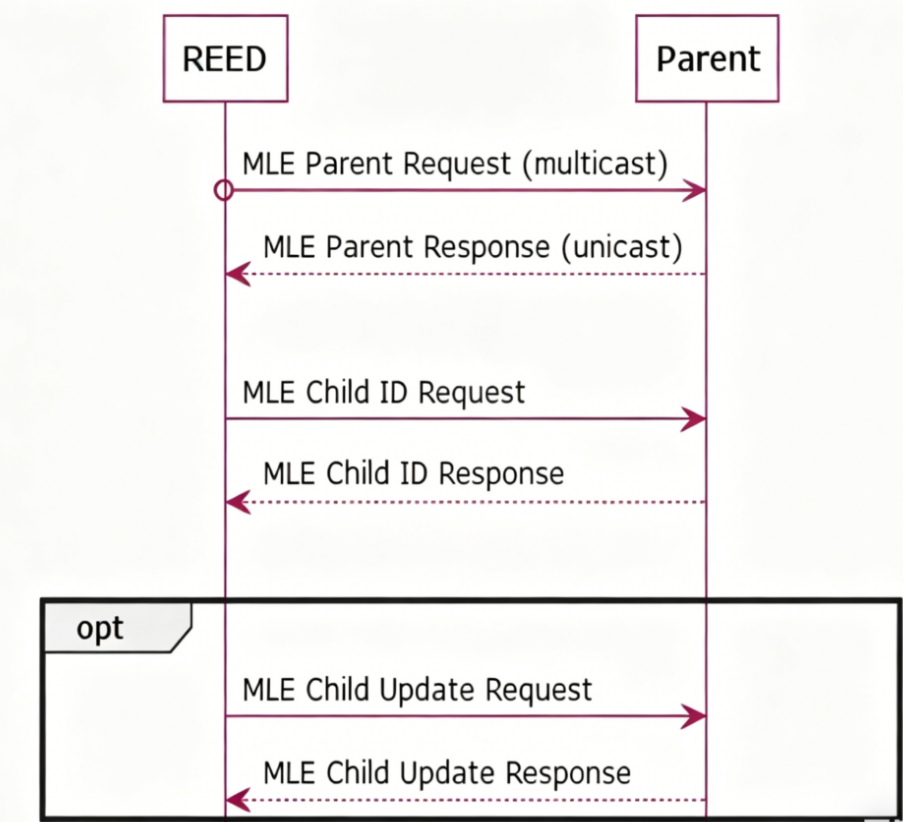 REED
Parent
MLE Parent Request (multicast)
MLE Parent Response (unicast)
MLE Child ID Request
MLE Child ID Response
opt
MLE Child Update Request
MLE Child Update Response